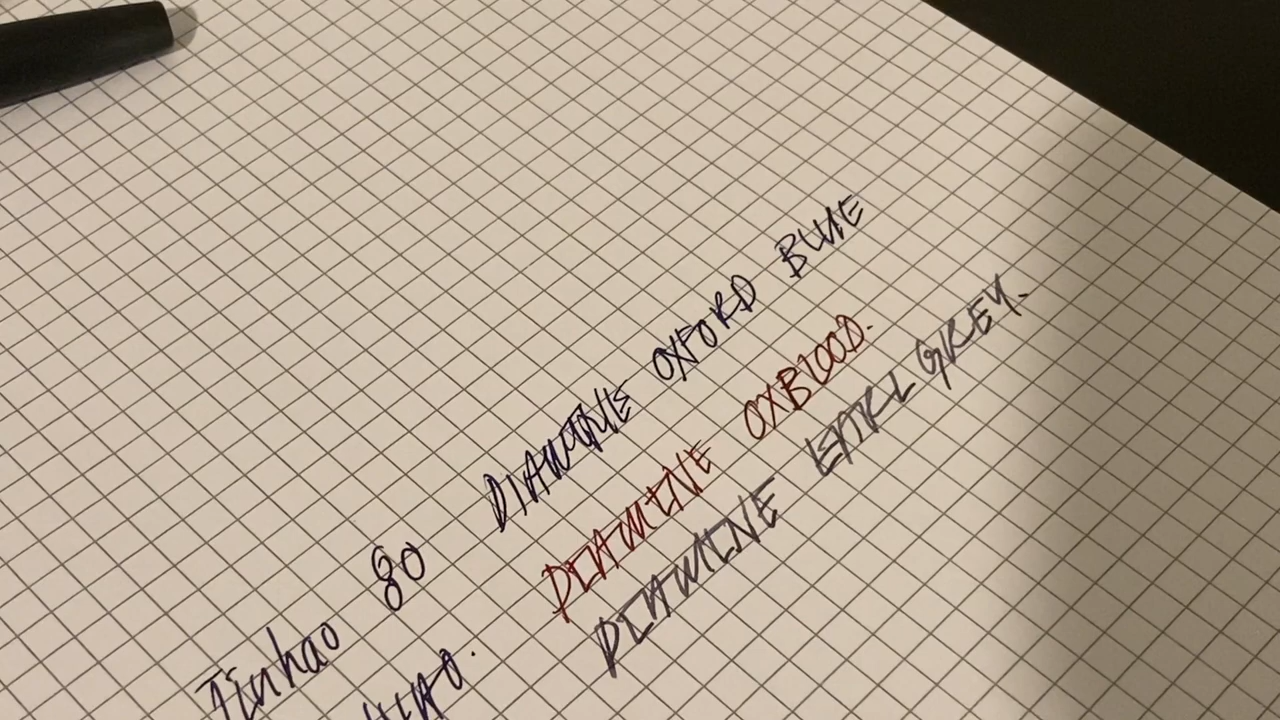 Jinhao 80 DIAMINE OXFORD BLUE
DIAMINE OXBLOOD.
DIAMINE EARL GREY.